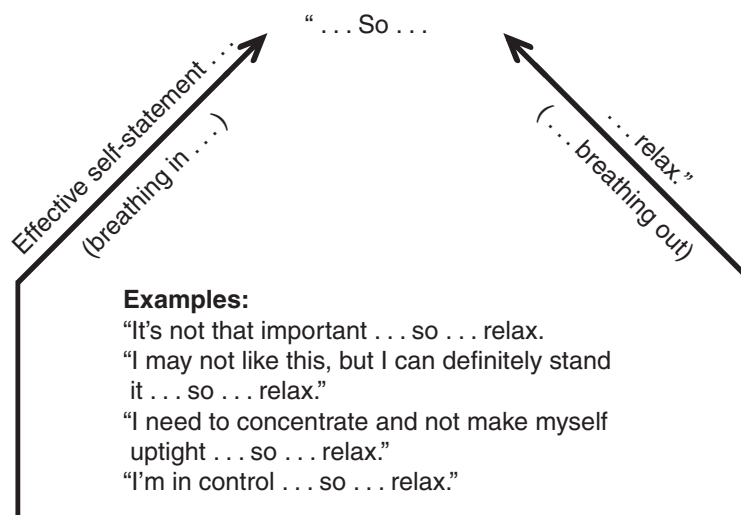 “ . . . So . . .
Effective self-statement . . .
(breathing in . . .)
. . . relax.”
( . . . breathing out)
Examples:
“It’s not that important . . . so . . . relax.
“I may not like this, but I can definitely stand
it . . . so . . . relax.”
“I need to concentrate and not make myself
uptight . . . so . . . relax.”
“I’m in control . . . so . . . relax.”